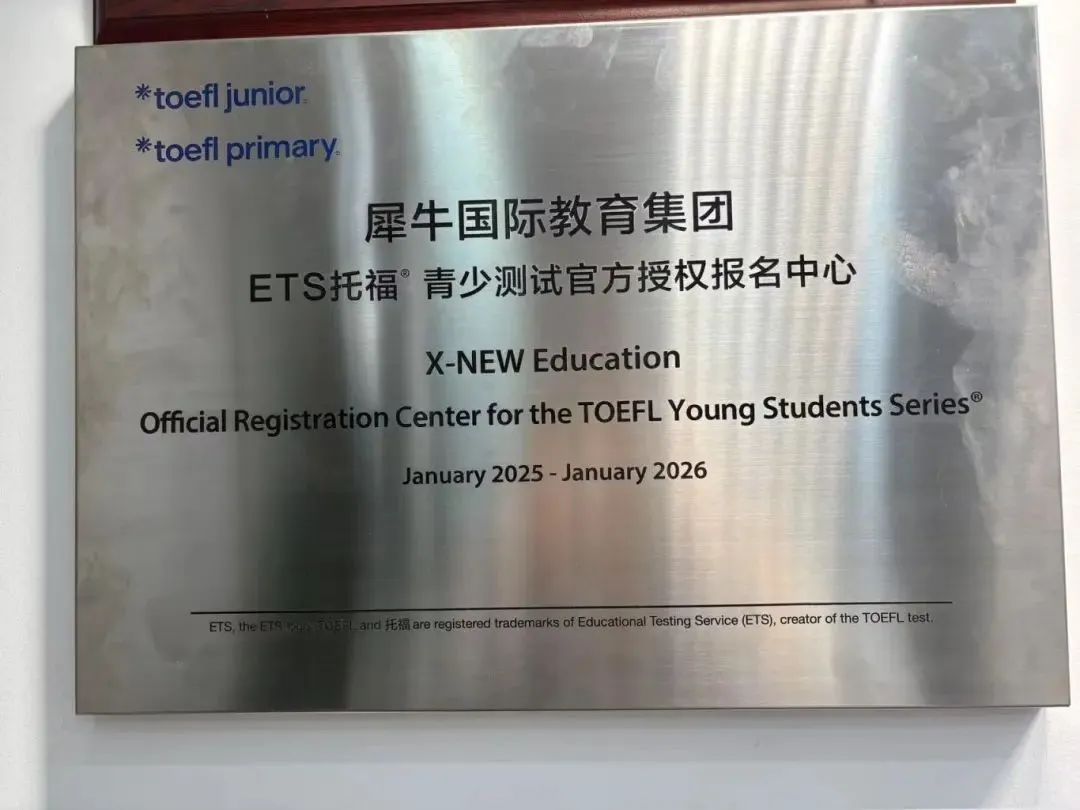 *toefl junior
*toefl primary
犀牛国际教育集团
ETS托福® 青少测试官方授权报名中心
X-NEW Education
Official Registration Center for the TOEFL Young Students Series®
January 2025 - January 2026
ETS, the ETS logo, TOEFL and 托福 are registered trademarks of Educational Testing Service (ETS), creator of the TOEFL test.